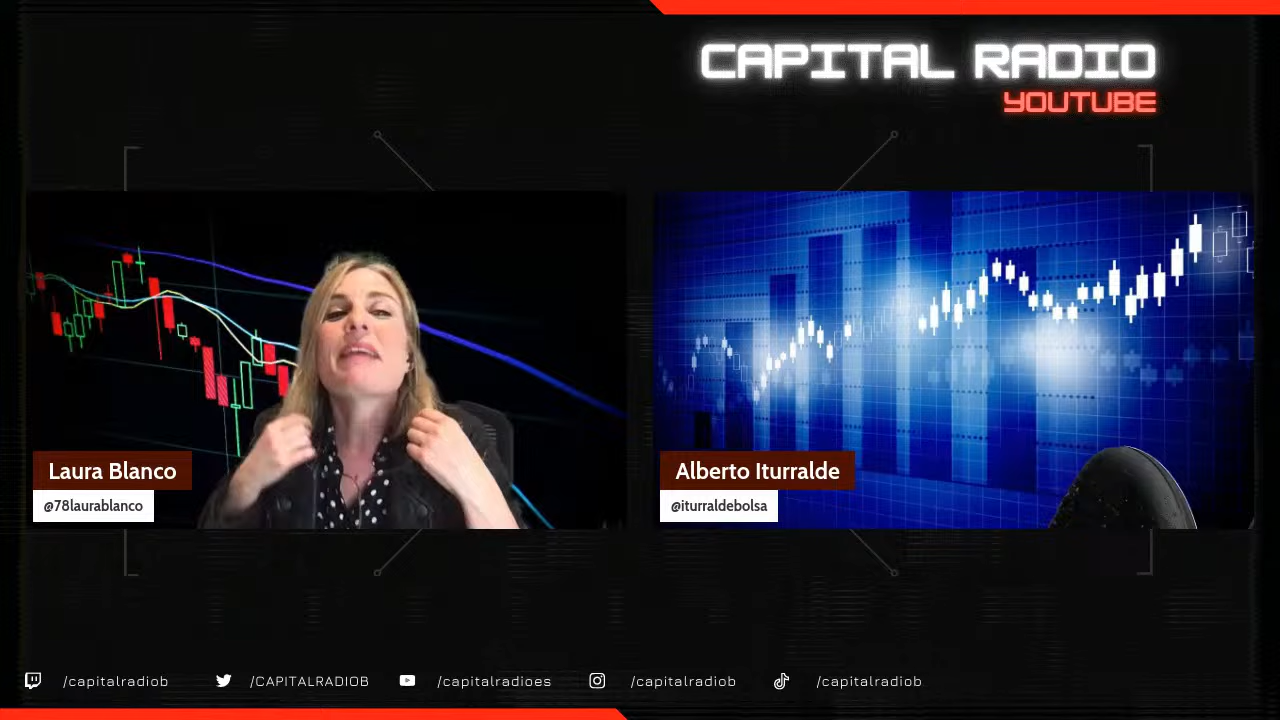 CAPITAL RADIO
YOUTUBE
Laura Blanco
@78laurablanco
Alberto Iturralde
@iturraldebolsa
/capitalradiob
/CAPITALRADIOB
/capitalradioes
/capitalradiob
/capitalradiob